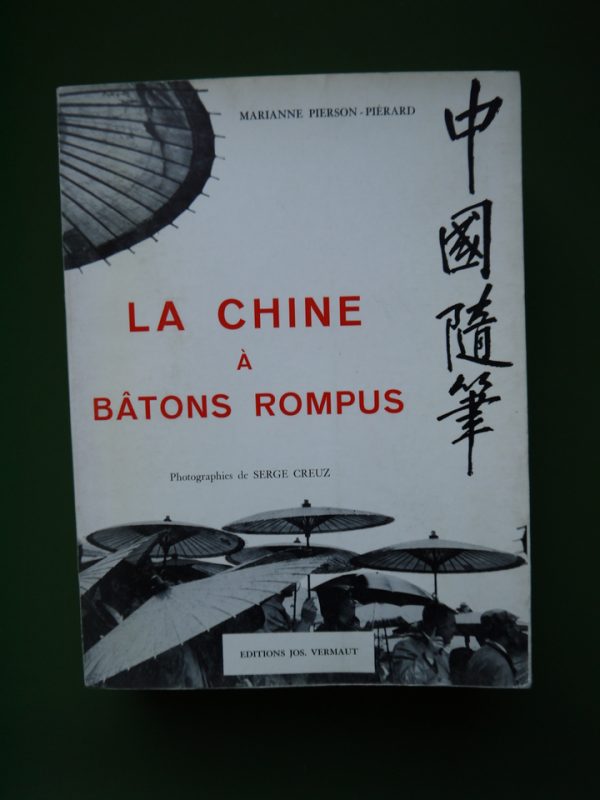 MARIANNE PIERSON-PIÉRARD
中國隨筆
LA CHINE
À
BÂTONS ROMPUS
Photographies de SERGE CREUZ
EDITIONS JOS. VERMAUT